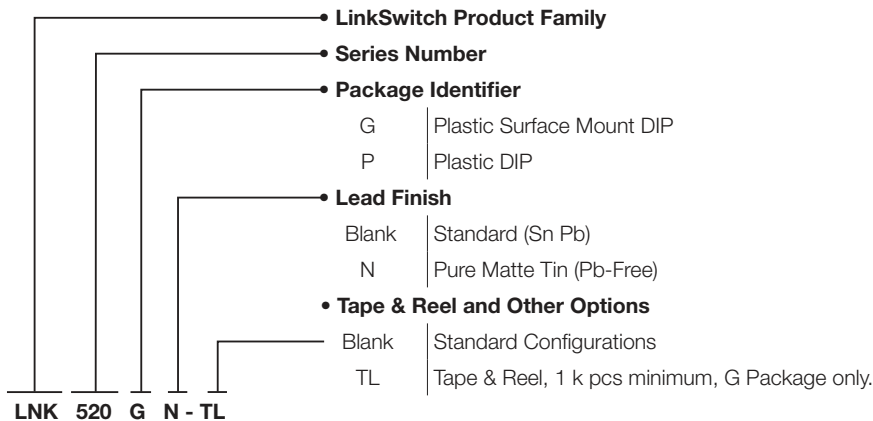 • LinkSwitch Product Family
• Series Number
• Package Identifier
G Plastic Surface Mount DIP
P Plastic DIP
• Lead Finish
Blank Standard (Sn Pb)
N Pure Matte Tin (Pb-Free)
• Tape & Reel and Other Options
Blank Standard Configurations
TL Tape & Reel, 1 k pcs minimum, G Package only.
LNK 520 G N - TL